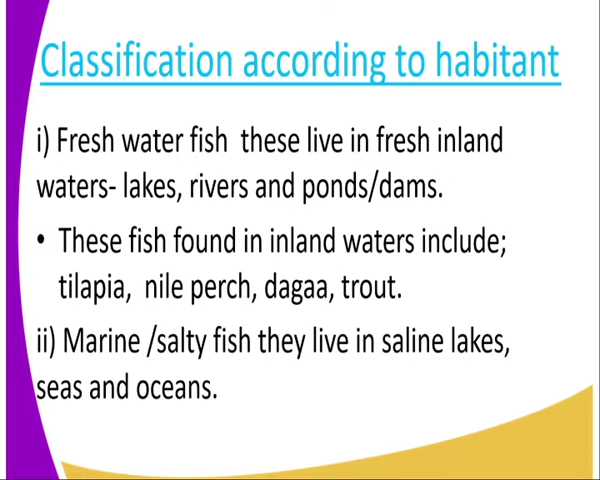 Classification according to habitant
i) Fresh water fish these live in fresh inland
waters- lakes, rivers and ponds/dams.
• These fish found in inland waters include;
tilapia, nile perch, dagaa, trout.
ii) Marine /salty fish they live in saline lakes,
seas and oceans.